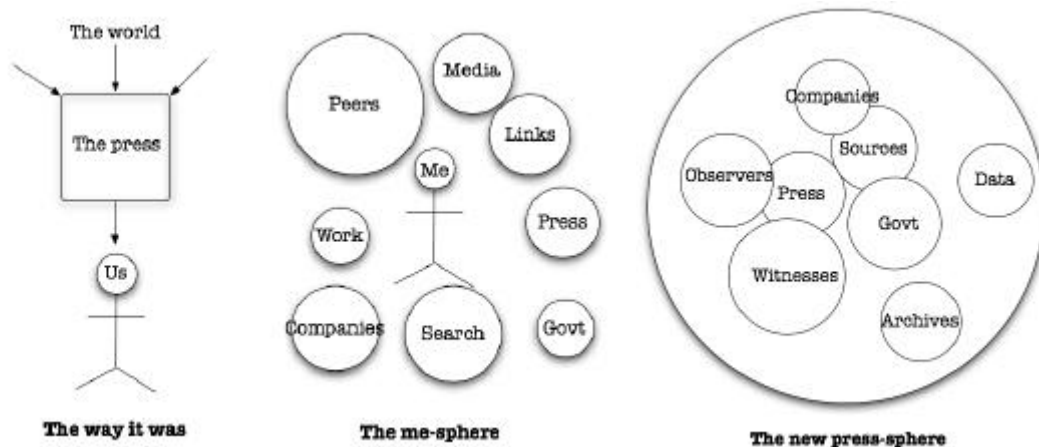 The world
The press
Us
The way it was
Peers
Media
Links
Me
Work
Press
Companies
Search
Govt
The me-sphere
Companies
Sources
Observers
Press
Data
Govt
Witnesses
Archives
The new press-sphere